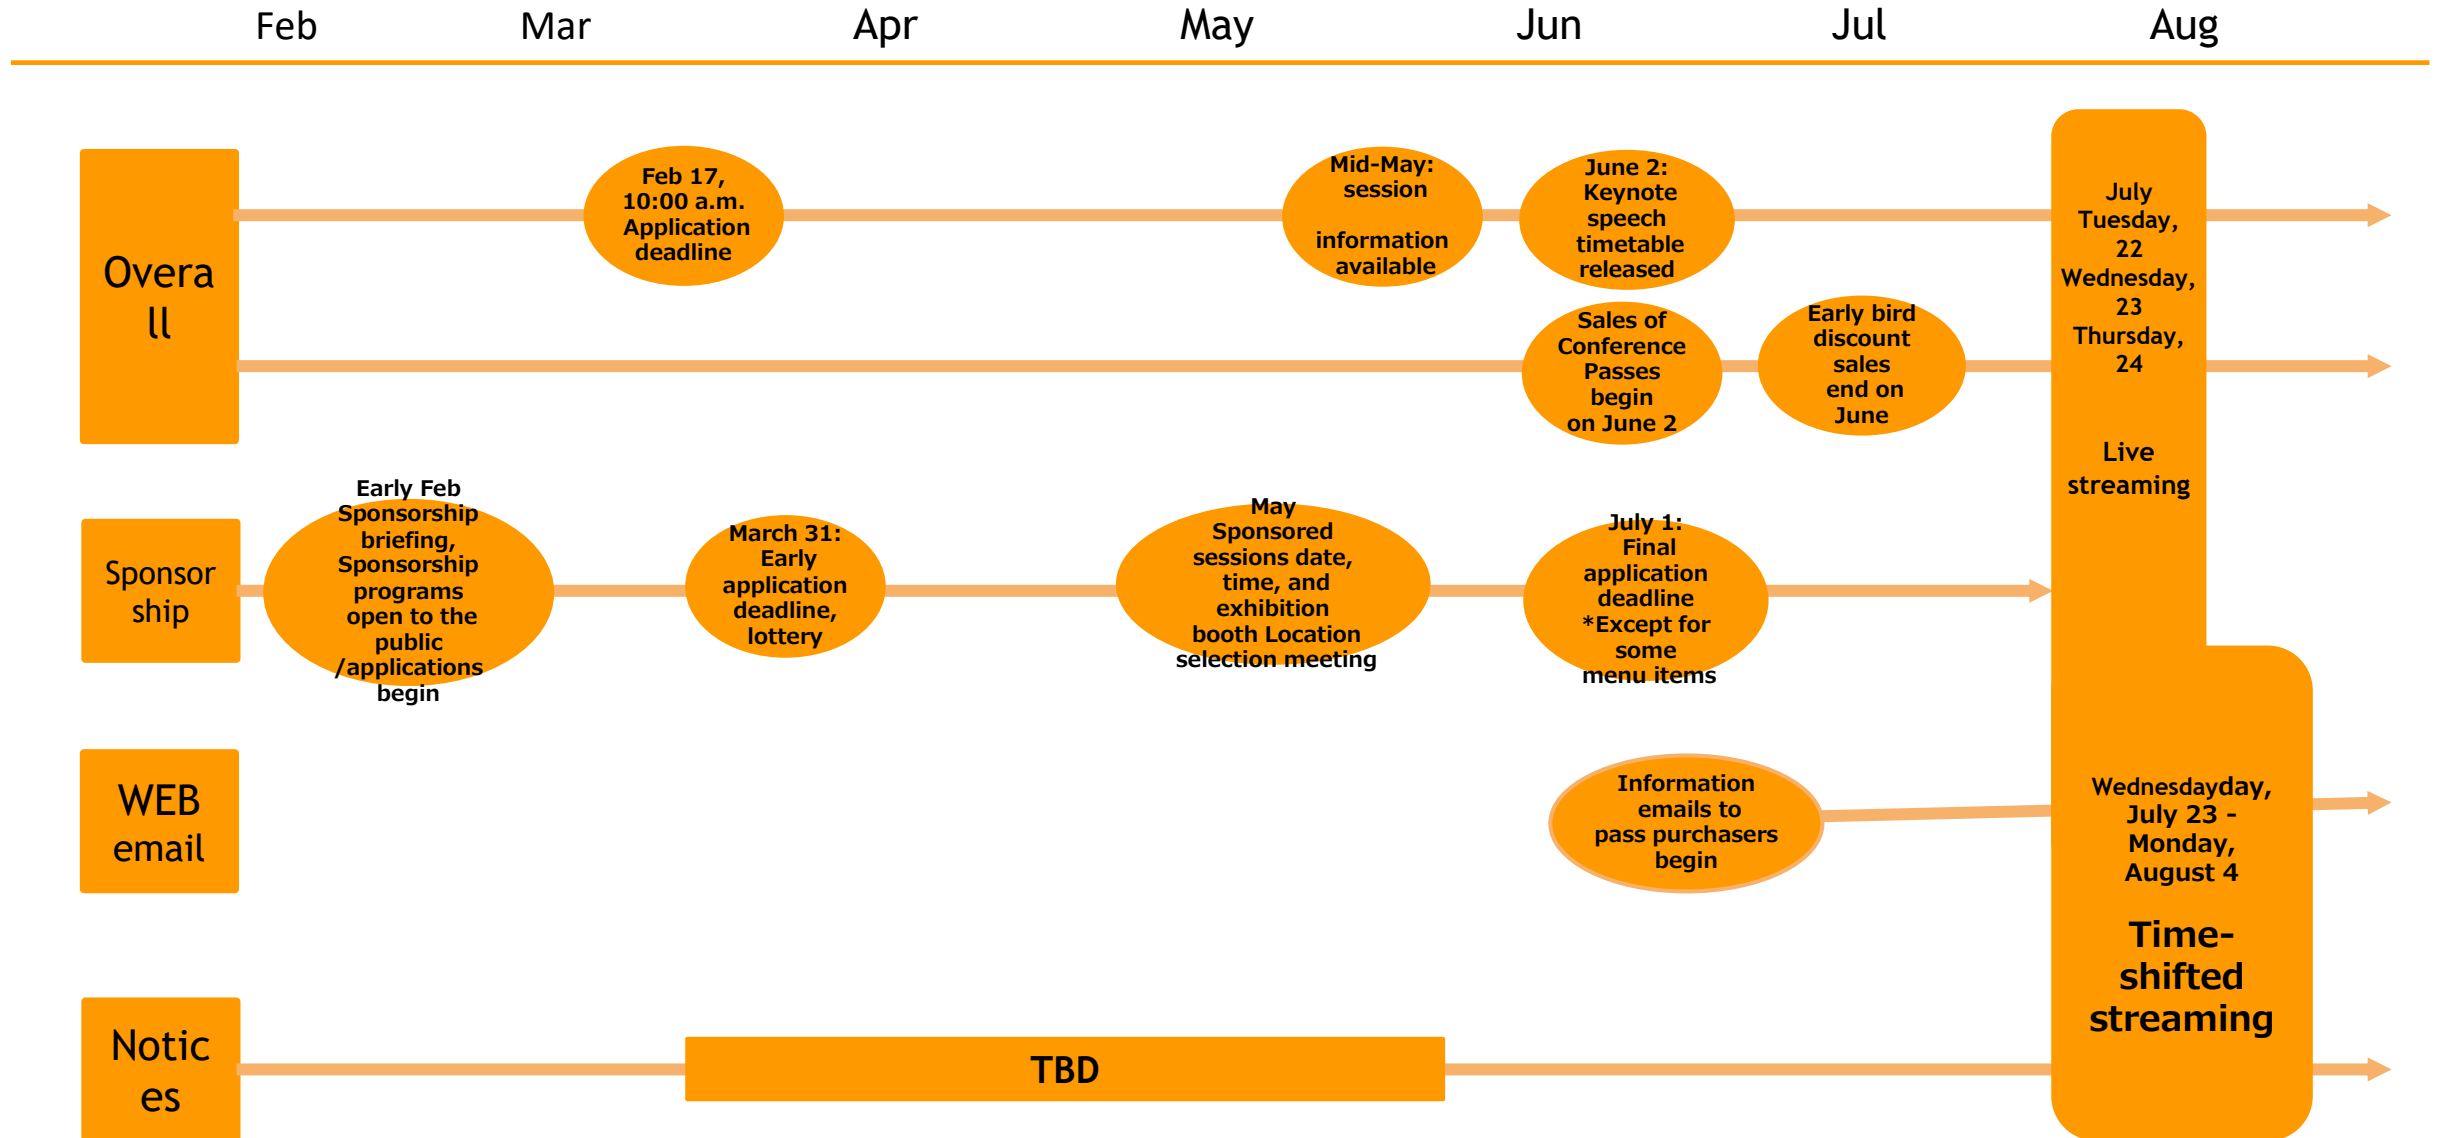 Feb Mar Apr May Jun Jul Aug
Overa
ll
Feb 17,
10:00 a.m.
Application
deadline
Mid-May:
session
information
available
June 2:
Keynote
speech
timetable
released
Sales of
Conference
Passes
begin
on June 2
Early bird
discount
sales
end on
June
July
Tuesday,
22
Wednesday,
23
Thursday,
24
Live
streaming
Sponsor
ship
Early Feb
Sponsorship
briefing,
Sponsorship
programs
open to the
public
/applications
begin
March 31:
Early
application
deadline,
lottery
May
Sponsored
sessions date,
time, and
exhibition
booth Location
selection meeting
July 1:
Final
application
deadline
*Except for
some
menu items
WEB
email
Information
emails to
pass purchasers
begin
Wednesdayday,
July 23 -
Monday,
August 4
Time-
shifted
streaming
Notic
es
TBD